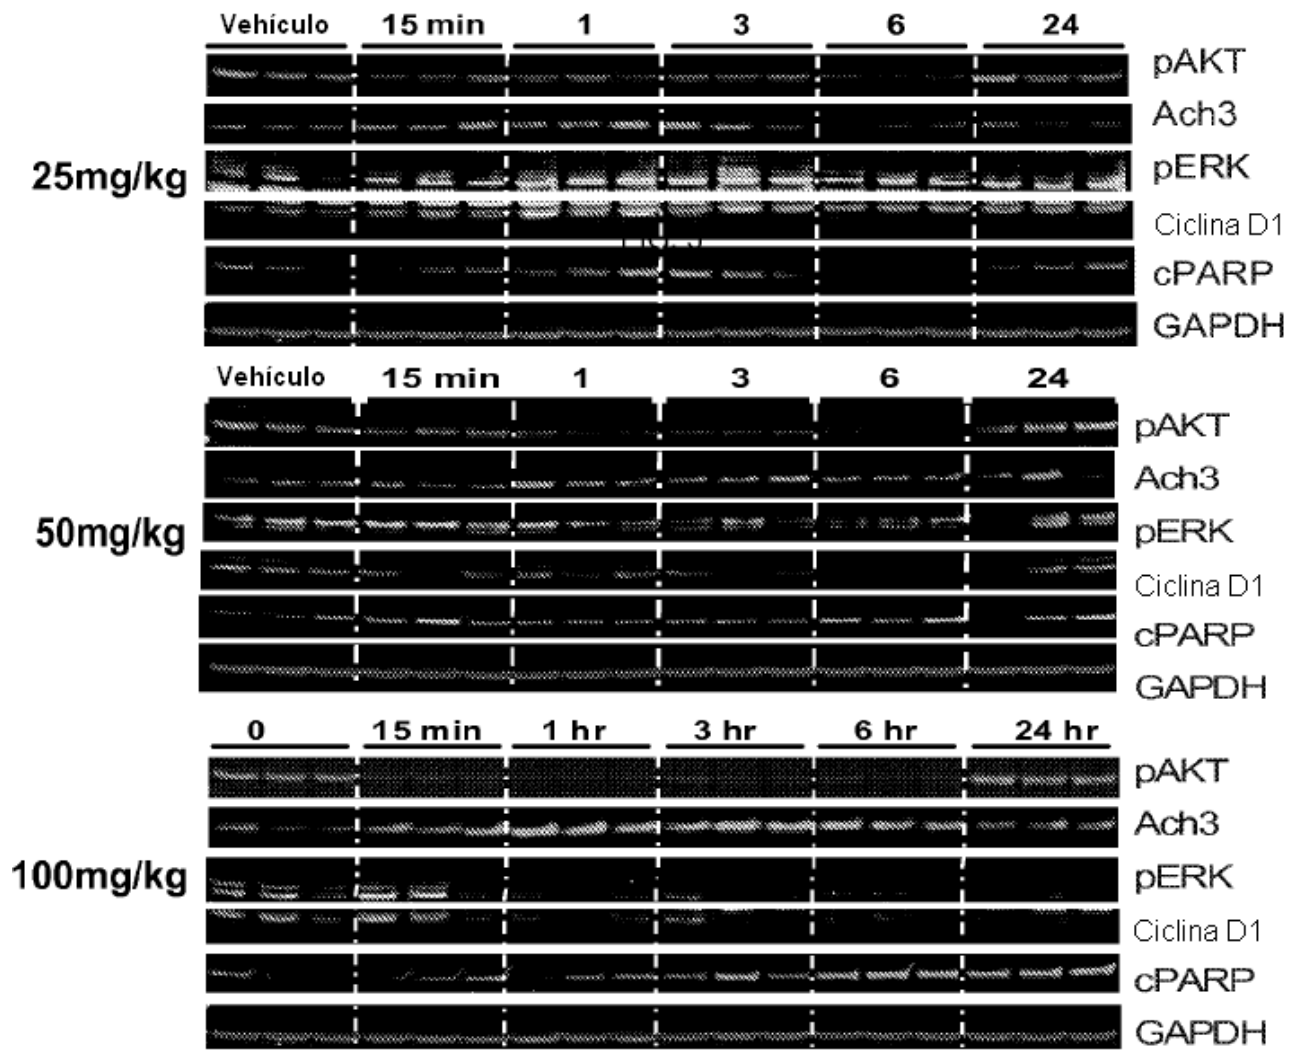 Vehículo 15 min 1 3 6 24
pAKT
Ach3
25mg/kg
pERK
Ciclina D1
cPARP
GAPDH
Vehículo 15 min 1 3 6 24
pAKT
Ach3
50mg/kg
pERK
Ciclina D1
cPARP
GAPDH
0 15 min 1 hr 3 hr 6 hr 24 hr
pAKT
Ach3
100mg/kg
pERK
Ciclina D1
cPARP
GAPDH